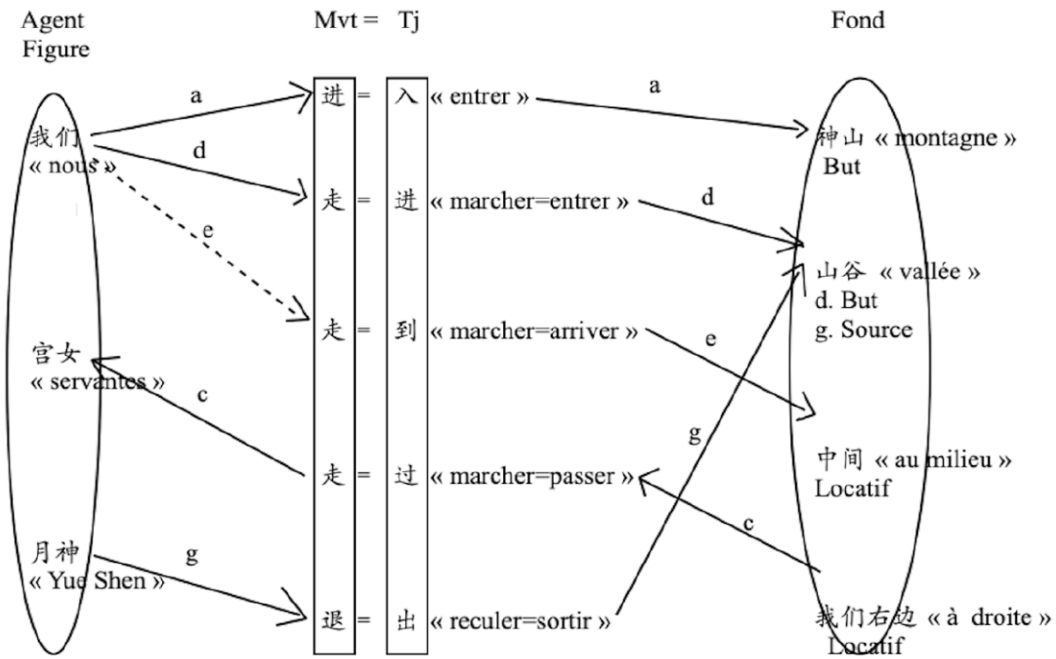 Agent
Figure
Mvt = Tj
Fond
我们
« nous »
宫女
« servantes »
月神
« Yue Shen »
a
d
e
c
g
进 = 入 « entrer »
走 = 进 « marcher=entrer »
走 = 到 « marcher=arriver »
走 = 过 « marcher=passer »
退 = 出 « reculer=sortir »
a
d
e
g
c
神山 « montagne »
But
山谷 « vallée »
d. But
g. Source
中间 « au milieu »
Locatif
我们右边 « à droite »
Locatif